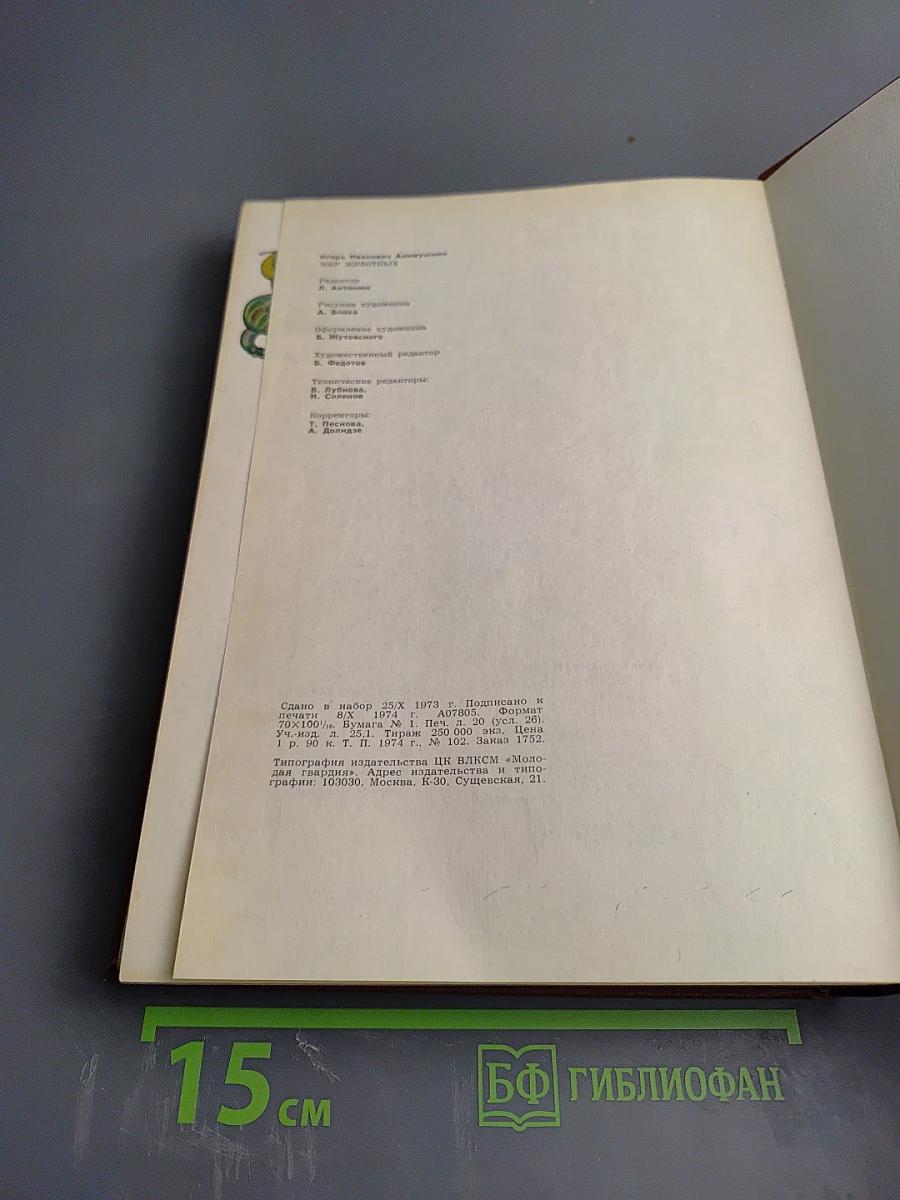 Игорь Иванович Акимушкин
МИР ЖИВОТНЫХ
Редактор
Л. Антонюк
Рисунки художника
А. Блоха
Оформление художника
Б. Жутовского
Художественный редактор
Б. Федотов
Технические редакторы:
В. Лубкова,
Н. Соленов
Корректоры:
Т. Пескова,
А. Долидзе
Сдано в набор 25/X 1973 г. Подписано к
печати 8/X 1974 г. А07805. Формат
70×100¹/₁₆. Бумага № 1. Печ. л. 20 (усл. 26).
Уч.-изд. л. 25,1. Тираж 250 000 экз. Цена
1 р. 90 к. Т. П. 1974 г., № 102. Заказ 1752.
Типография издательства ЦК ВЛКСМ «Моло-
дая гвардия». Адрес издательства и типо-
графии: 103030, Москва, К-30, Сущевская, 21.
15 см
БФ ГИБЛИОФАН